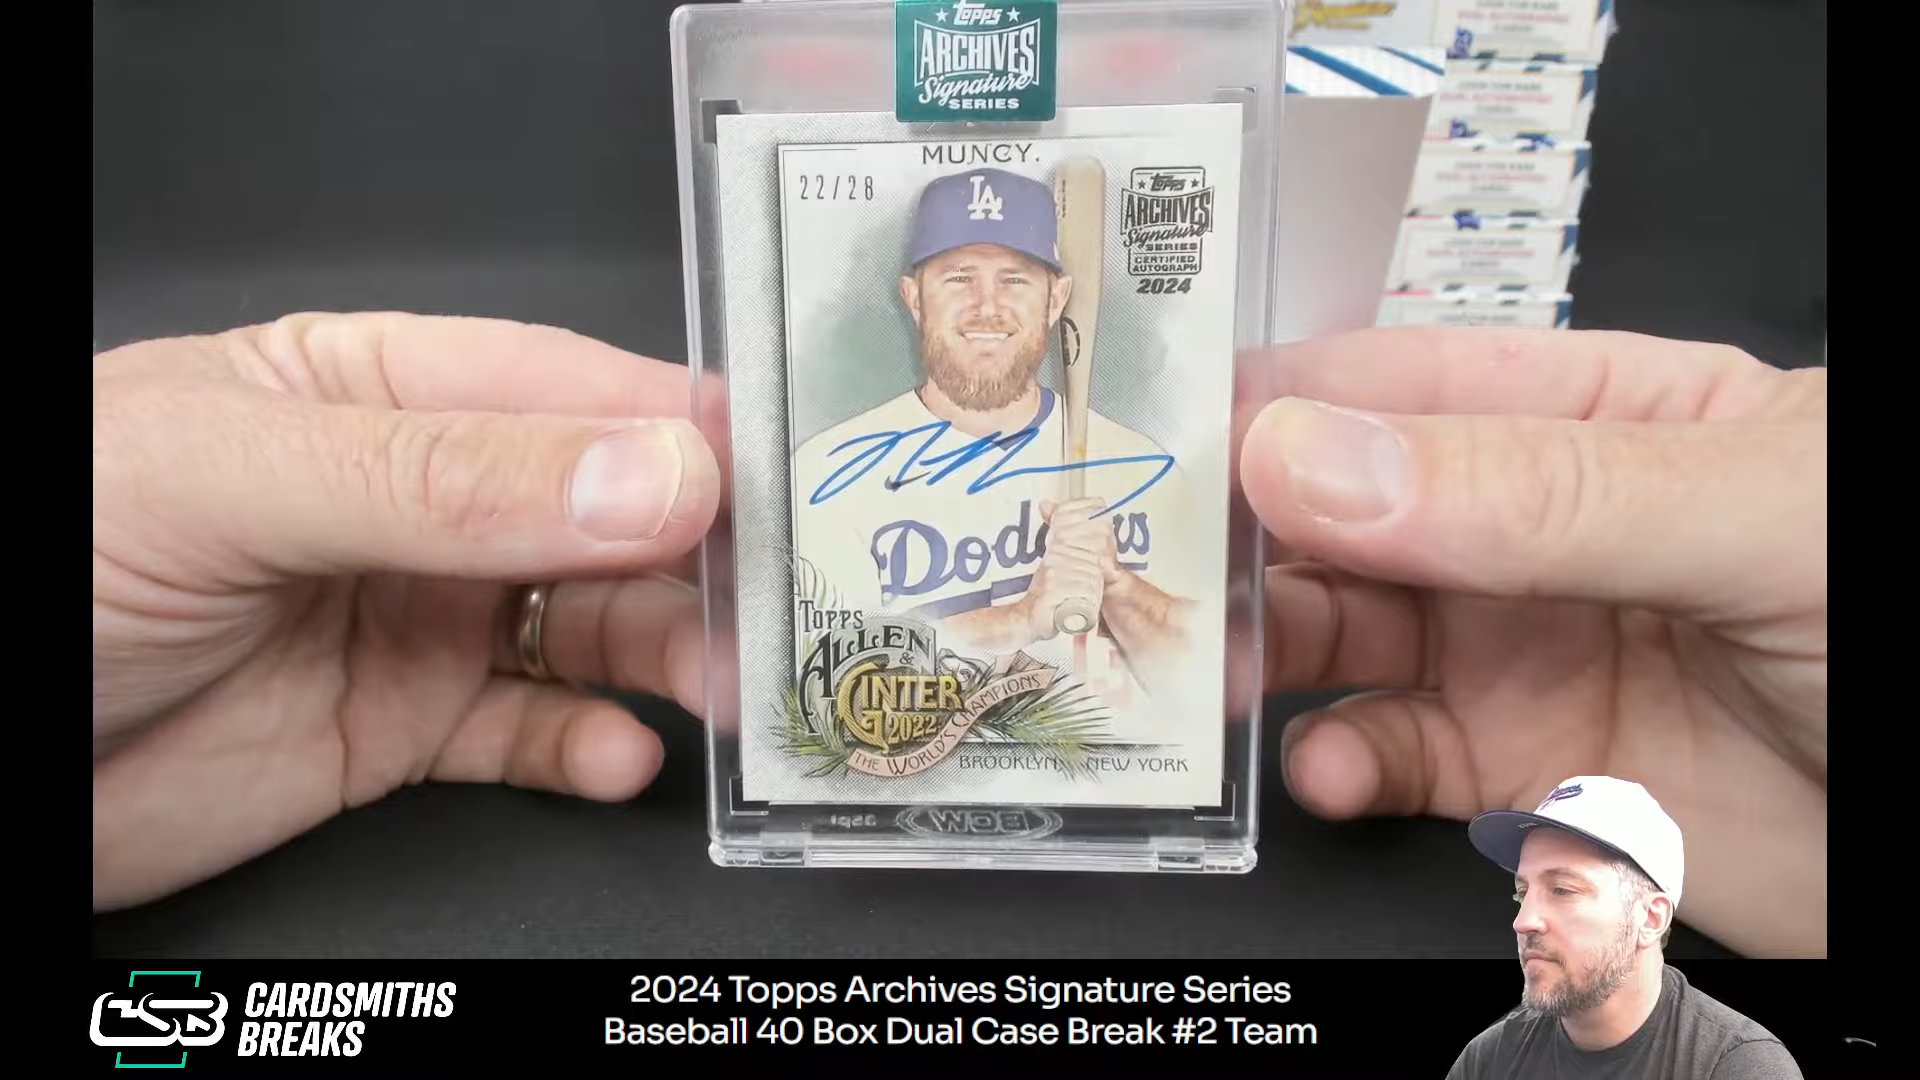 ★ Topps ★
ARCHIVES
Signature
SERIES
MUNCY.
22/28
LA
★ Topps ★
ARCHIVES
Signature
SERIES
CERTIFIED
AUTOGRAPH
2024
Dodgers
TOPPS
ALLEN
&
GINTER
2022
THE WORLD'S CHAMPIONS
BROOKLYN, NEW YORK
CSB
CARDSMITHS
BREAKS
2024 Topps Archives Signature Series
Baseball 40 Box Dual Case Break #2 Team